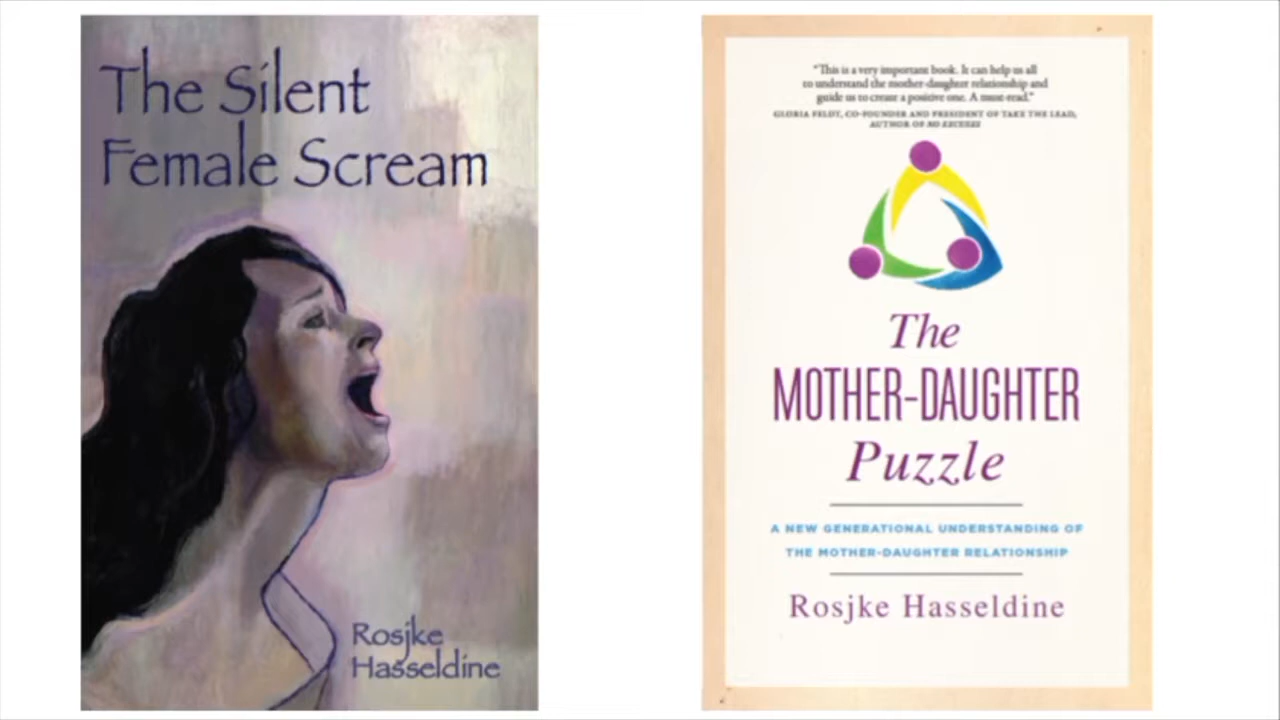 The Silent
Female Scream
Rosjke
Hasseldine
"This is a very important book. It can help us all
to understand the mother-daughter relationship and
guide us to create a positive one. A must-read."
GLORIA FELDT, CO-FOUNDER AND PRESIDENT OF TAKE THE LEAD,
AUTHOR OF NO EXCUSES
The
MOTHER-DAUGHTER
Puzzle
A NEW GENERATIONAL UNDERSTANDING OF
THE MOTHER-DAUGHTER RELATIONSHIP
Rosjke Hasseldine